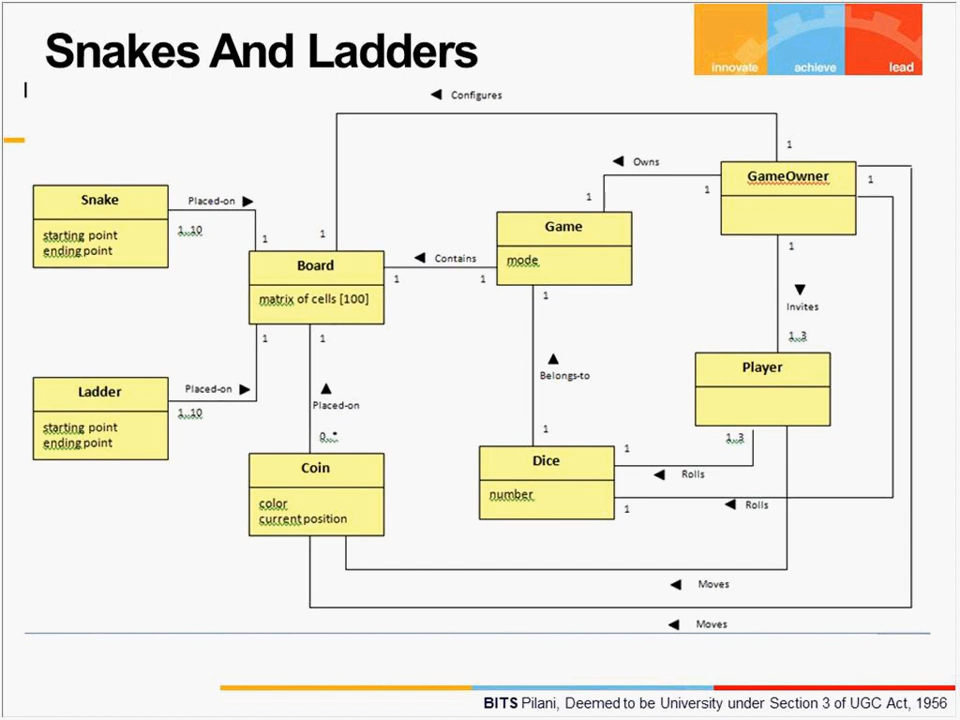 Snakes And Ladders
innovate achieve lead
Configures
1
Owns
1
1
GameOwner
1
Snake
starting point
ending point
Placed-on
1..10
1
1
Board
matrix of cells [100]
Contains
1
1
Game
mode
1
1
Invites
1..3
Ladder
starting point
ending point
Placed-on
1..10
1
1
Placed-on
0..*
Belongs-to
1
Player
1..3
Coin
color
current position
Dice
number
1
Rolls
1
Rolls
Moves
Moves
BITS Pilani, Deemed to be University under Section 3 of UGC Act, 1956